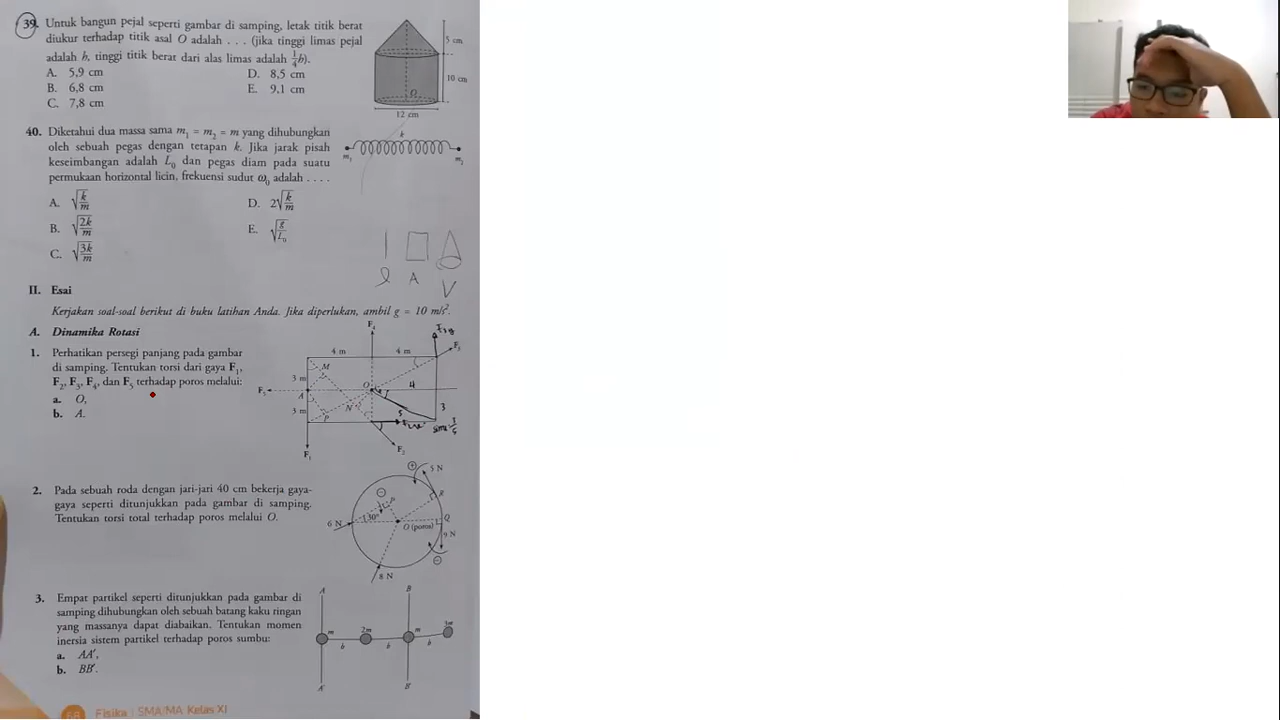 39. Untuk bangun pejal seperti gambar di samping, letak titik berat
diukur terhadap titik asal O adalah . . . (jika tinggi limas pejal
adalah h, tinggi titik berat dari alas limas adalah 1/4 h).
A. 5,9 cm
B. 6,8 cm
C. 7,8 cm
D. 8,5 cm
E. 9,1 cm
5 cm
10 cm
O
12 cm
40. Diketahui dua massa sama m₁ = m₂ = m yang dihubungkan
oleh sebuah pegas dengan tetapan k. Jika jarak pisah
keseimbangan adalah L₀ dan pegas diam pada suatu
permukaan horizontal licin, frekuensi sudut ω₀ adalah . . . .
k
m₁
m₂
A. √(k/m)
B. √(2k/m)
C. √(3k/m)
D. 2√(k/m)
E. √(g/L₀)
l A V
II. Esai
Kerjakan soal-soal berikut di buku latihan Anda. Jika diperlukan, ambil g = 10 m/s².
A. Dinamika Rotasi
1. Perhatikan persegi panjang pada gambar
di samping. Tentukan torsi dari gaya F₁,
F₂, F₃, F₄, dan F₅ terhadap poros melalui:
a. O,
b. A.
F₄
F₃
4 m
4 m
M
3 m
O
4
A
3 m
N
P
5
3
F₂
F₁
2. Pada sebuah roda dengan jari-jari 40 cm bekerja gaya-
gaya seperti ditunjukkan pada gambar di samping.
Tentukan torsi total terhadap poros melalui O.
5 N
R
30°
6 N
O (poros)
Q
9 N
8 N
3. Empat partikel seperti ditunjukkan pada gambar di
samping dihubungkan oleh sebuah batang kaku ringan
yang massanya dapat diabaikan. Tentukan momen
inersia sistem partikel terhadap poros sumbu:
a. AA',
b. BB'.
A
B
m
2m
m
b
b
b
A'
B'
68 Fisika | SMA/MA Kelas XI